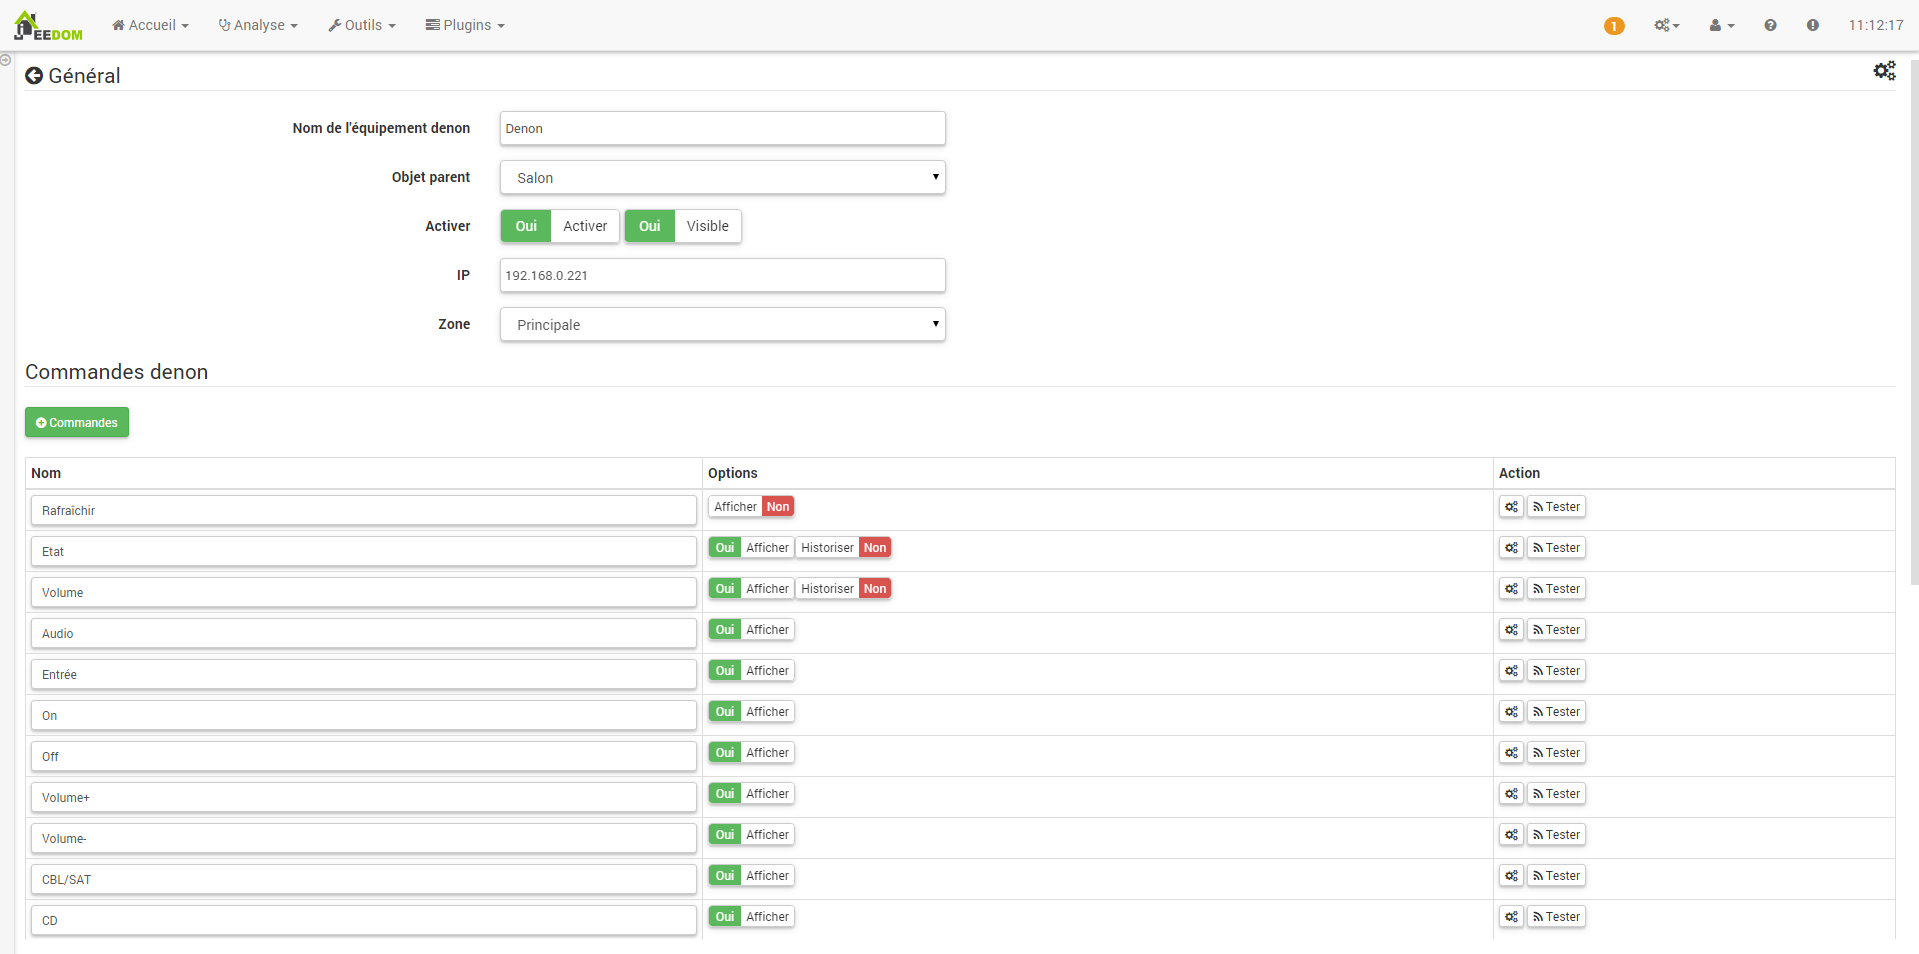 JEEDOM Accueil Analyse Outils Plugins 1 11:12:17
Général
Nom de l'équipement denon Denon
Objet parent Salon
Activer Oui Activer Oui Visible
IP 192.168.0.221
Zone Principale
Commandes denon
Commandes
Nom Options Action
Rafraîchir Afficher Non Tester
Etat Oui Afficher Historiser Non Tester
Volume Oui Afficher Historiser Non Tester
Audio Oui Afficher Tester
Entrée Oui Afficher Tester
On Oui Afficher Tester
Off Oui Afficher Tester
Volume+ Oui Afficher Tester
Volume- Oui Afficher Tester
CBL/SAT Oui Afficher Tester
CD Oui Afficher Tester